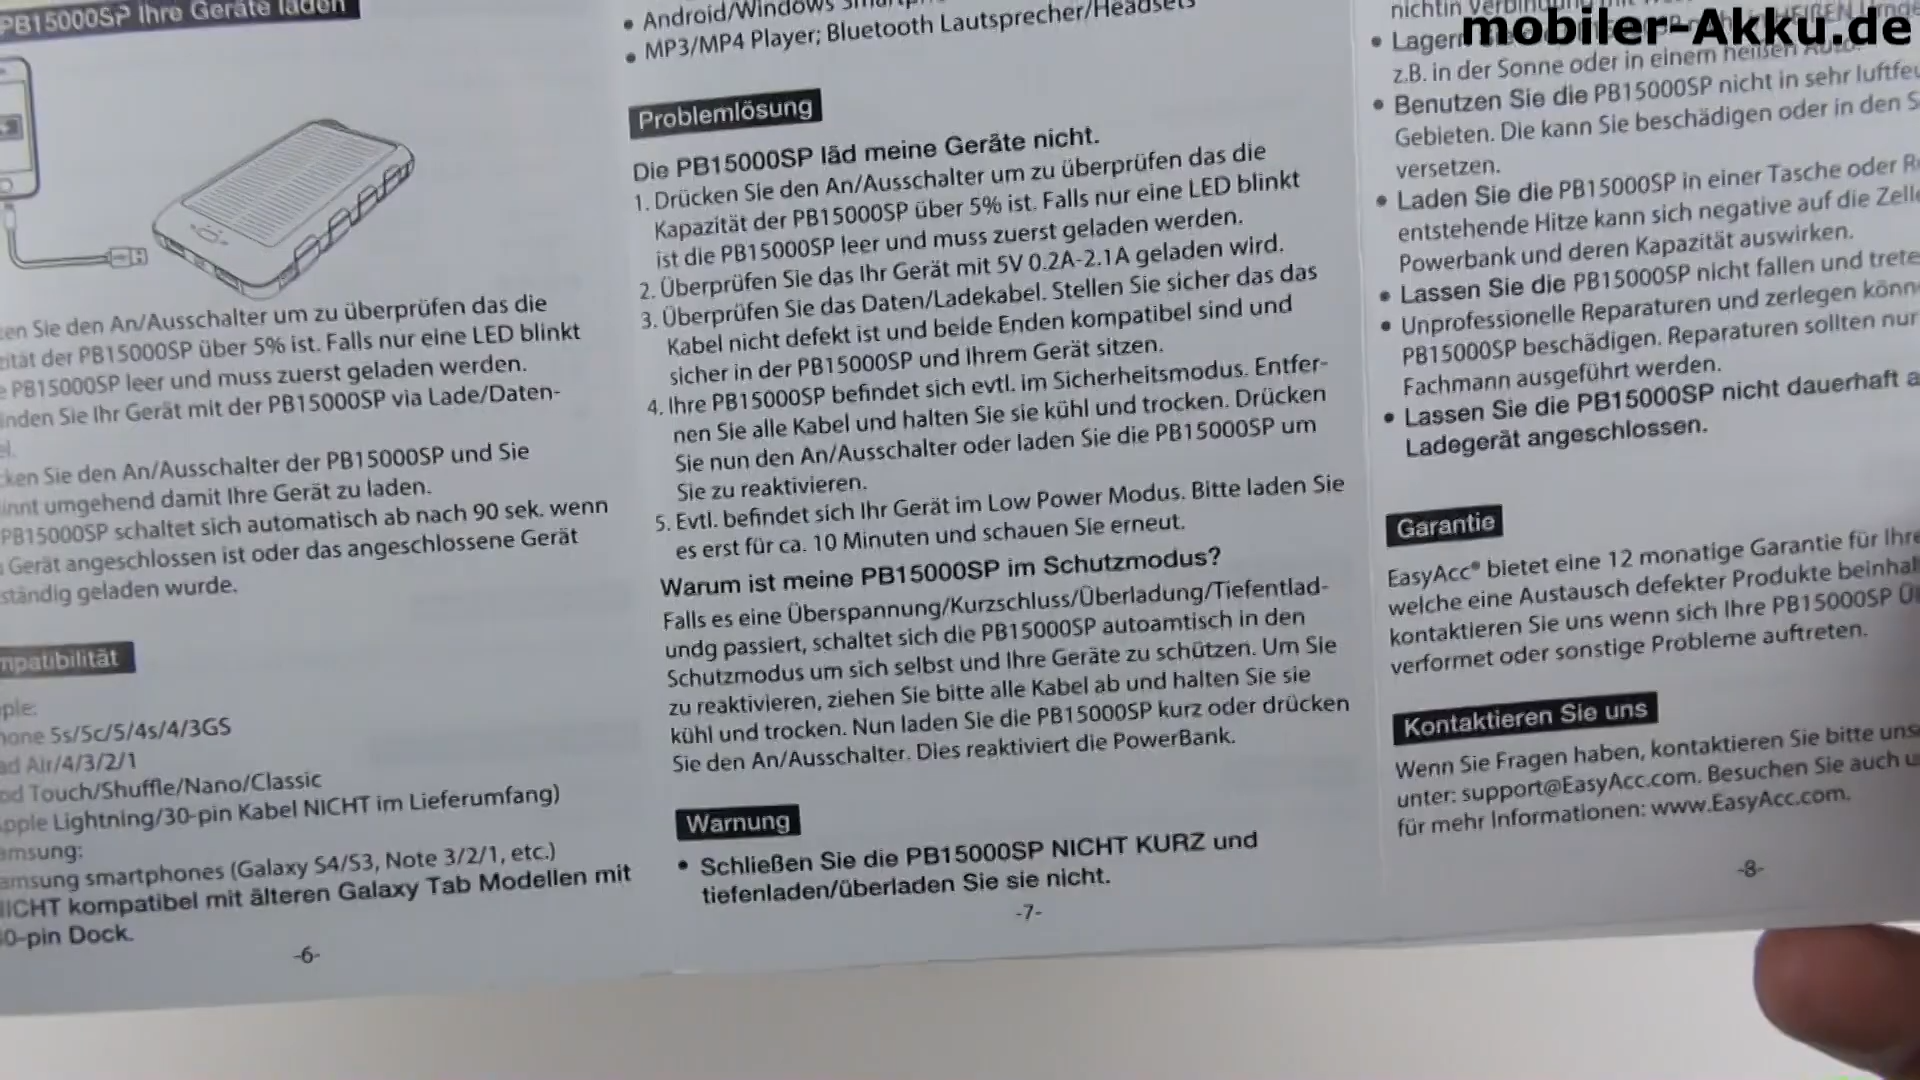 mobiler-Akku.de
PB15000SP Ihre Geräte laden
en Sie den An/Ausschalter um zu überprüfen das die
ität der PB15000SP über 5% ist. Falls nur eine LED blinkt
e PB15000SP leer und muss zuerst geladen werden.
inden Sie Ihr Gerät mit der PB15000SP via Lade/Daten-
el.
ken Sie den An/Ausschalter der PB15000SP und Sie
innt umgehend damit Ihre Gerät zu laden.
PB15000SP schaltet sich automatisch ab nach 90 sek. wenn
Gerät angeschlossen ist oder das angeschlossene Gerät
ständig geladen wurde.
mpatibilität
ple:
hone 5s/5c/5/4s/4/3GS
ad Air/4/3/2/1
od Touch/Shuffle/Nano/Classic
pple Lightning/30-pin Kabel NICHT im Lieferumfang)
amsung:
amsung smartphones (Galaxy S4/S3, Note 3/2/1, etc.)
NICHT kompatibel mit älteren Galaxy Tab Modellen mit
0-pin Dock.
-6-
• Android/Windows
• MP3/MP4 Player; Bluetooth Lautsprecher/Headsets
Problemlösung
Die PB15000SP läd meine Geräte nicht.
1. Drücken Sie den An/Ausschalter um zu überprüfen das die
Kapazität der PB15000SP über 5% ist. Falls nur eine LED blinkt
ist die PB15000SP leer und muss zuerst geladen werden.
2. Überprüfen Sie das Ihr Gerät mit 5V 0.2A-2.1A geladen wird.
3. Überprüfen Sie das Daten/Ladekabel. Stellen Sie sicher das das
Kabel nicht defekt ist und beide Enden kompatibel sind und
sicher in der PB15000SP und Ihrem Gerät sitzen.
4. Ihre PB15000SP befindet sich evtl. im Sicherheitsmodus. Entfer-
nen Sie alle Kabel und halten Sie sie kühl und trocken. Drücken
Sie nun den An/Ausschalter oder laden Sie die PB15000SP um
Sie zu reaktivieren.
5. Evtl. befindet sich Ihr Gerät im Low Power Modus. Bitte laden Sie
es erst für ca. 10 Minuten und schauen Sie erneut.
Warum ist meine PB15000SP im Schutzmodus?
Falls es eine Überspannung/Kurzschluss/Überladung/Tiefentlad-
undg passiert, schaltet sich die PB15000SP autoamtisch in den
Schutzmodus um sich selbst und Ihre Geräte zu schützen. Um Sie
zu reaktivieren, ziehen Sie bitte alle Kabel ab und halten Sie sie
kühl und trocken. Nun laden Sie die PB15000SP kurz oder drücken
Sie den An/Ausschalter. Dies reaktiviert die PowerBank.
Warnung
• Schließen Sie die PB15000SP NICHT KURZ und
tiefenladen/überladen Sie sie nicht.
-7-
• Lagern
z.B. in der Sonne oder in einem heißen Auto.
• Benutzen Sie die PB15000SP nicht in sehr luftfeu
Gebieten. Die kann Sie beschädigen oder in den S
versetzen.
• Laden Sie die PB15000SP in einer Tasche oder R
entstehende Hitze kann sich negative auf die Zelle
Powerbank und deren Kapazität auswirken.
• Lassen Sie die PB15000SP nicht fallen und trete
• Unprofessionelle Reparaturen und zerlegen könn
PB15000SP beschädigen. Reparaturen sollten nur
Fachmann ausgeführt werden.
• Lassen Sie die PB15000SP nicht dauerhaft a
Ladegerät angeschlossen.
Garantie
EasyAcc® bietet eine 12 monatige Garantie für Ihre
welche eine Austausch defekter Produkte beinhal
kontaktieren Sie uns wenn sich Ihre PB15000SP Ü
verformet oder sonstige Probleme auftreten.
Kontaktieren Sie uns
Wenn Sie Fragen haben, kontaktieren Sie bitte uns
unter: support@EasyAcc.com. Besuchen Sie auch u
für mehr Informationen: www.EasyAcc.com.
-8-